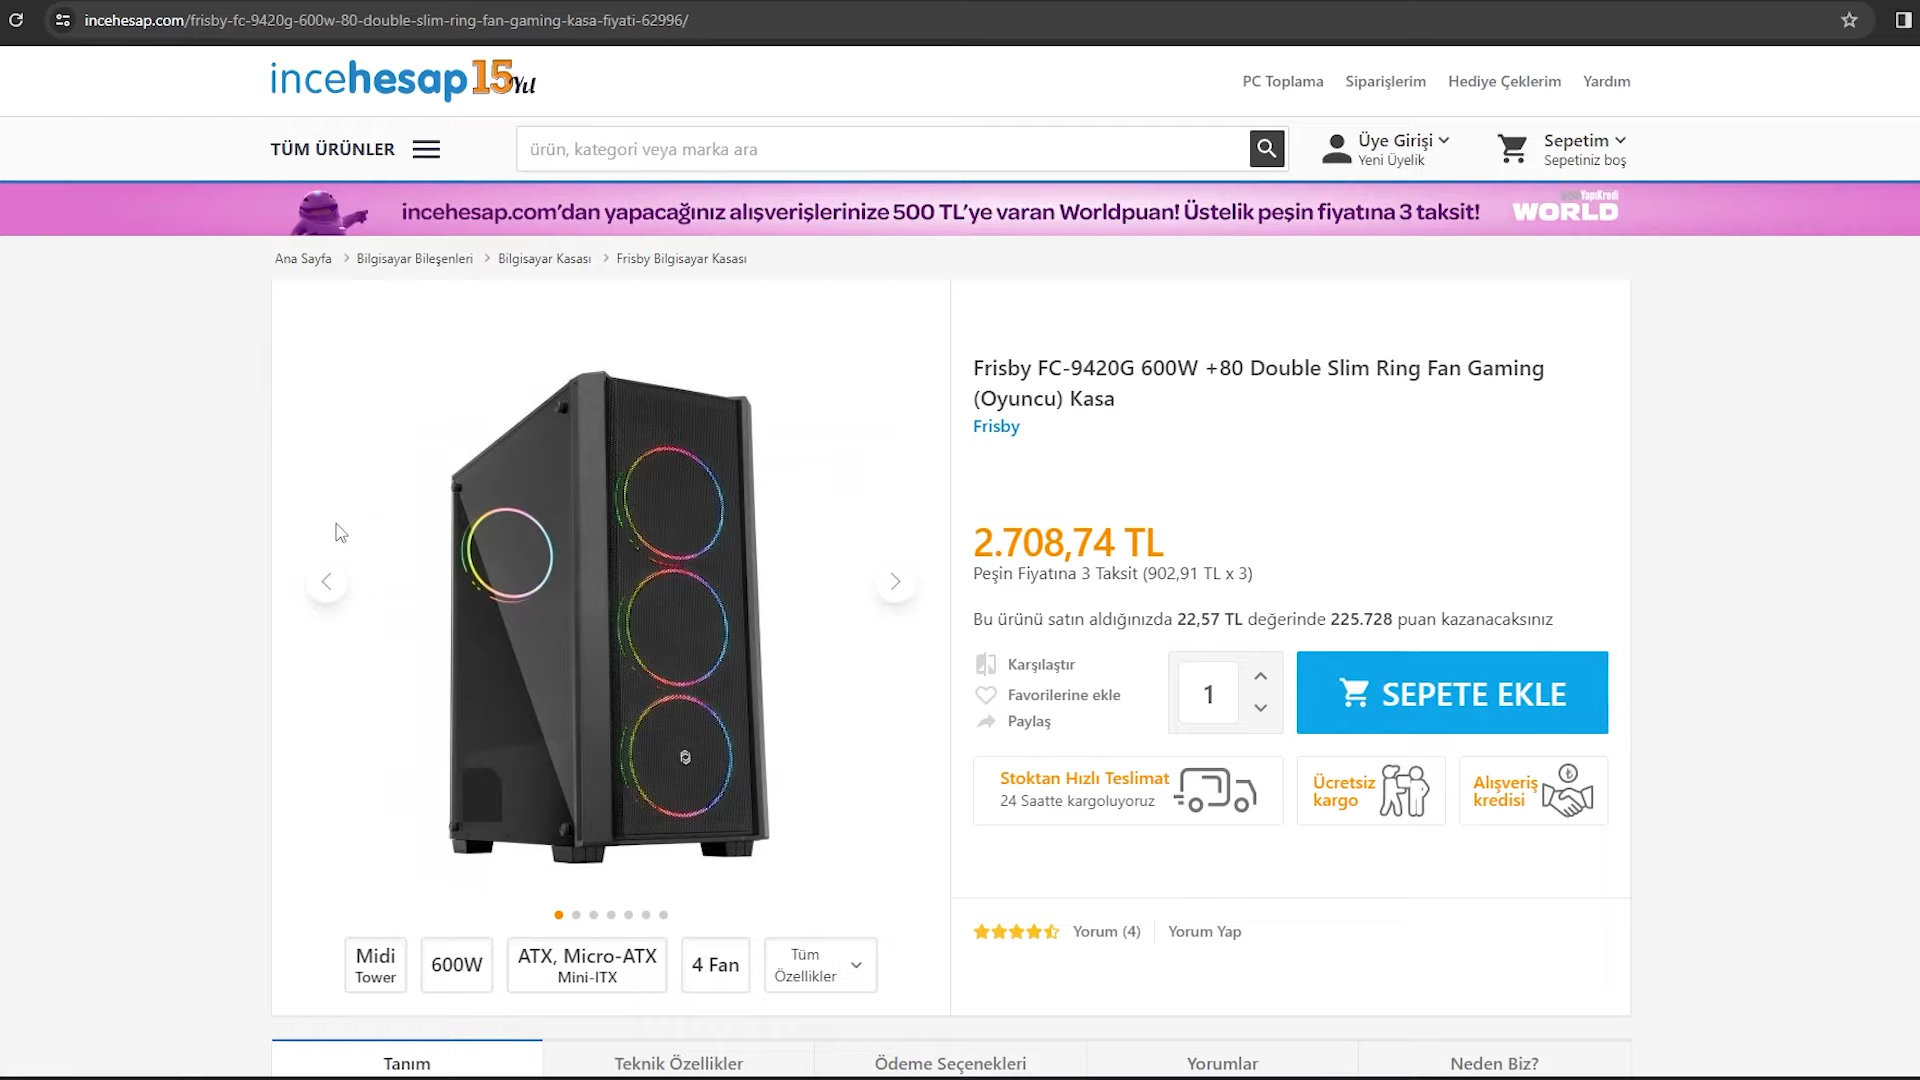 incehesap.com/frisby-fc-9420g-600w-80-double-slim-ring-fan-gaming-kasa-fiyati-62996/
incehesap 15 Yıl
PC Toplama
Siparişlerim
Hediye Çeklerim
Yardım
TÜM ÜRÜNLER
ürün, kategori veya marka ara
Üye Girişi
Yeni Üyelik
Sepetim
Sepetiniz boş
incehesap.com’dan yapacağınız alışverişlerinize 500 TL’ye varan Worldpuan! Üstelik peşin fiyatına 3 taksit!
YapıKredi
WORLD
Ana Sayfa
Bilgisayar Bileşenleri
Bilgisayar Kasası
Frisby Bilgisayar Kasası
Frisby FC-9420G 600W +80 Double Slim Ring Fan Gaming
(Oyuncu) Kasa
Frisby
2.708,74 TL
Peşin Fiyatına 3 Taksit (902,91 TL x 3)
Bu ürünü satın aldığınızda 22,57 TL değerinde 225.728 puan kazanacaksınız
Karşılaştır
Favorilerine ekle
Paylaş
1
SEPETE EKLE
Stoktan Hızlı Teslimat
24 Saatte kargoluyoruz
Ücretsiz
kargo
Alışveriş
kredisi
Yorum (4)
Yorum Yap
Midi
Tower
600W
ATX, Micro-ATX
Mini-ITX
4 Fan
Tüm
Özellikler
Tanım
Teknik Özellikler
Ödeme Seçenekleri
Yorumlar
Neden Biz?